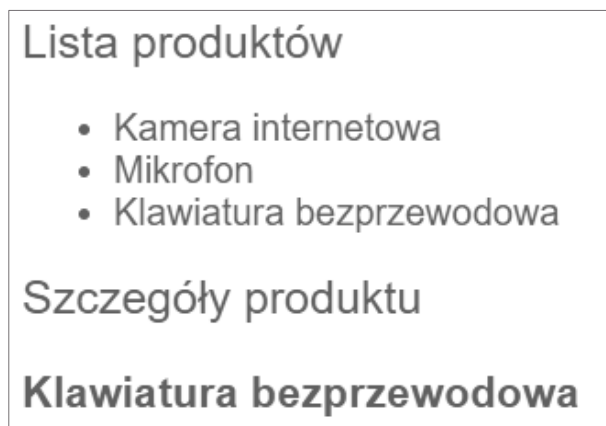 Lista produktów
• Kamera internetowa
• Mikrofon
• Klawiatura bezprzewodowa
Szczegóły produktu
Klawiatura bezprzewodowa